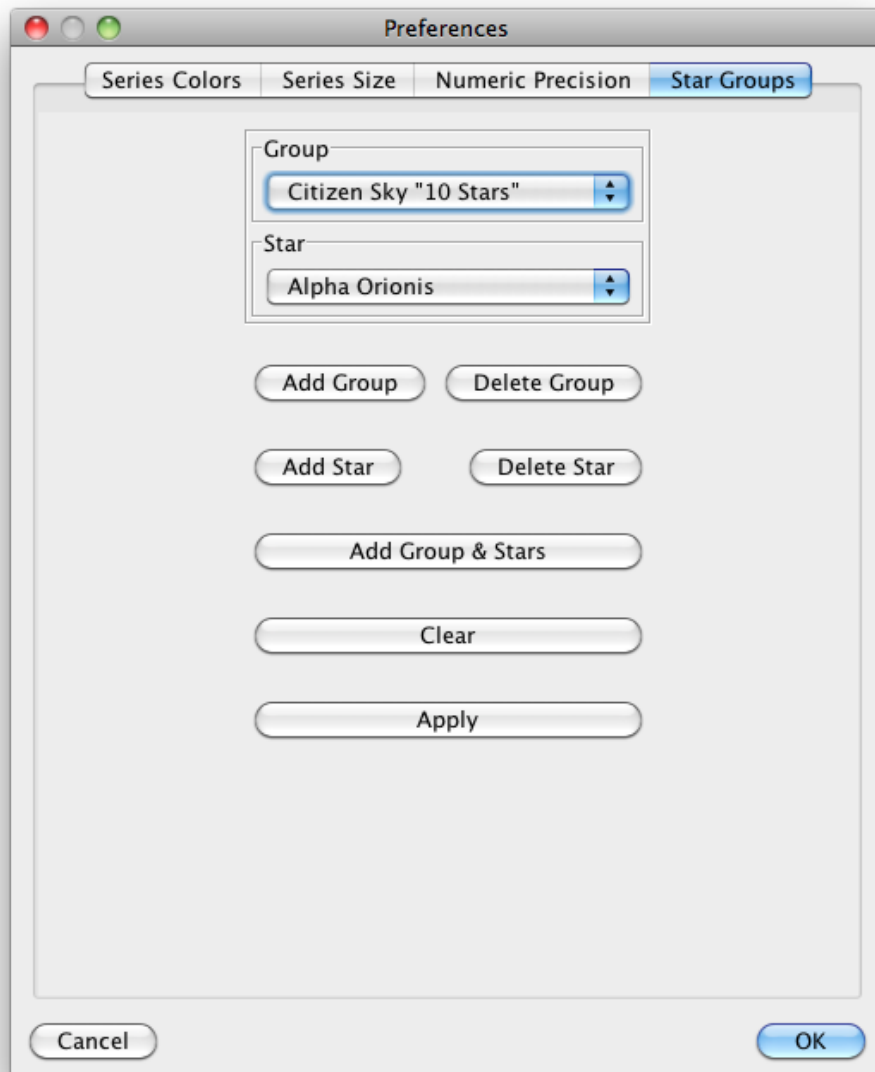 Preferences
Series Colors Series Size Numeric Precision Star Groups
Group
Citizen Sky "10 Stars"
Star
Alpha Orionis
Add Group Delete Group
Add Star Delete Star
Add Group & Stars
Clear
Apply
Cancel OK